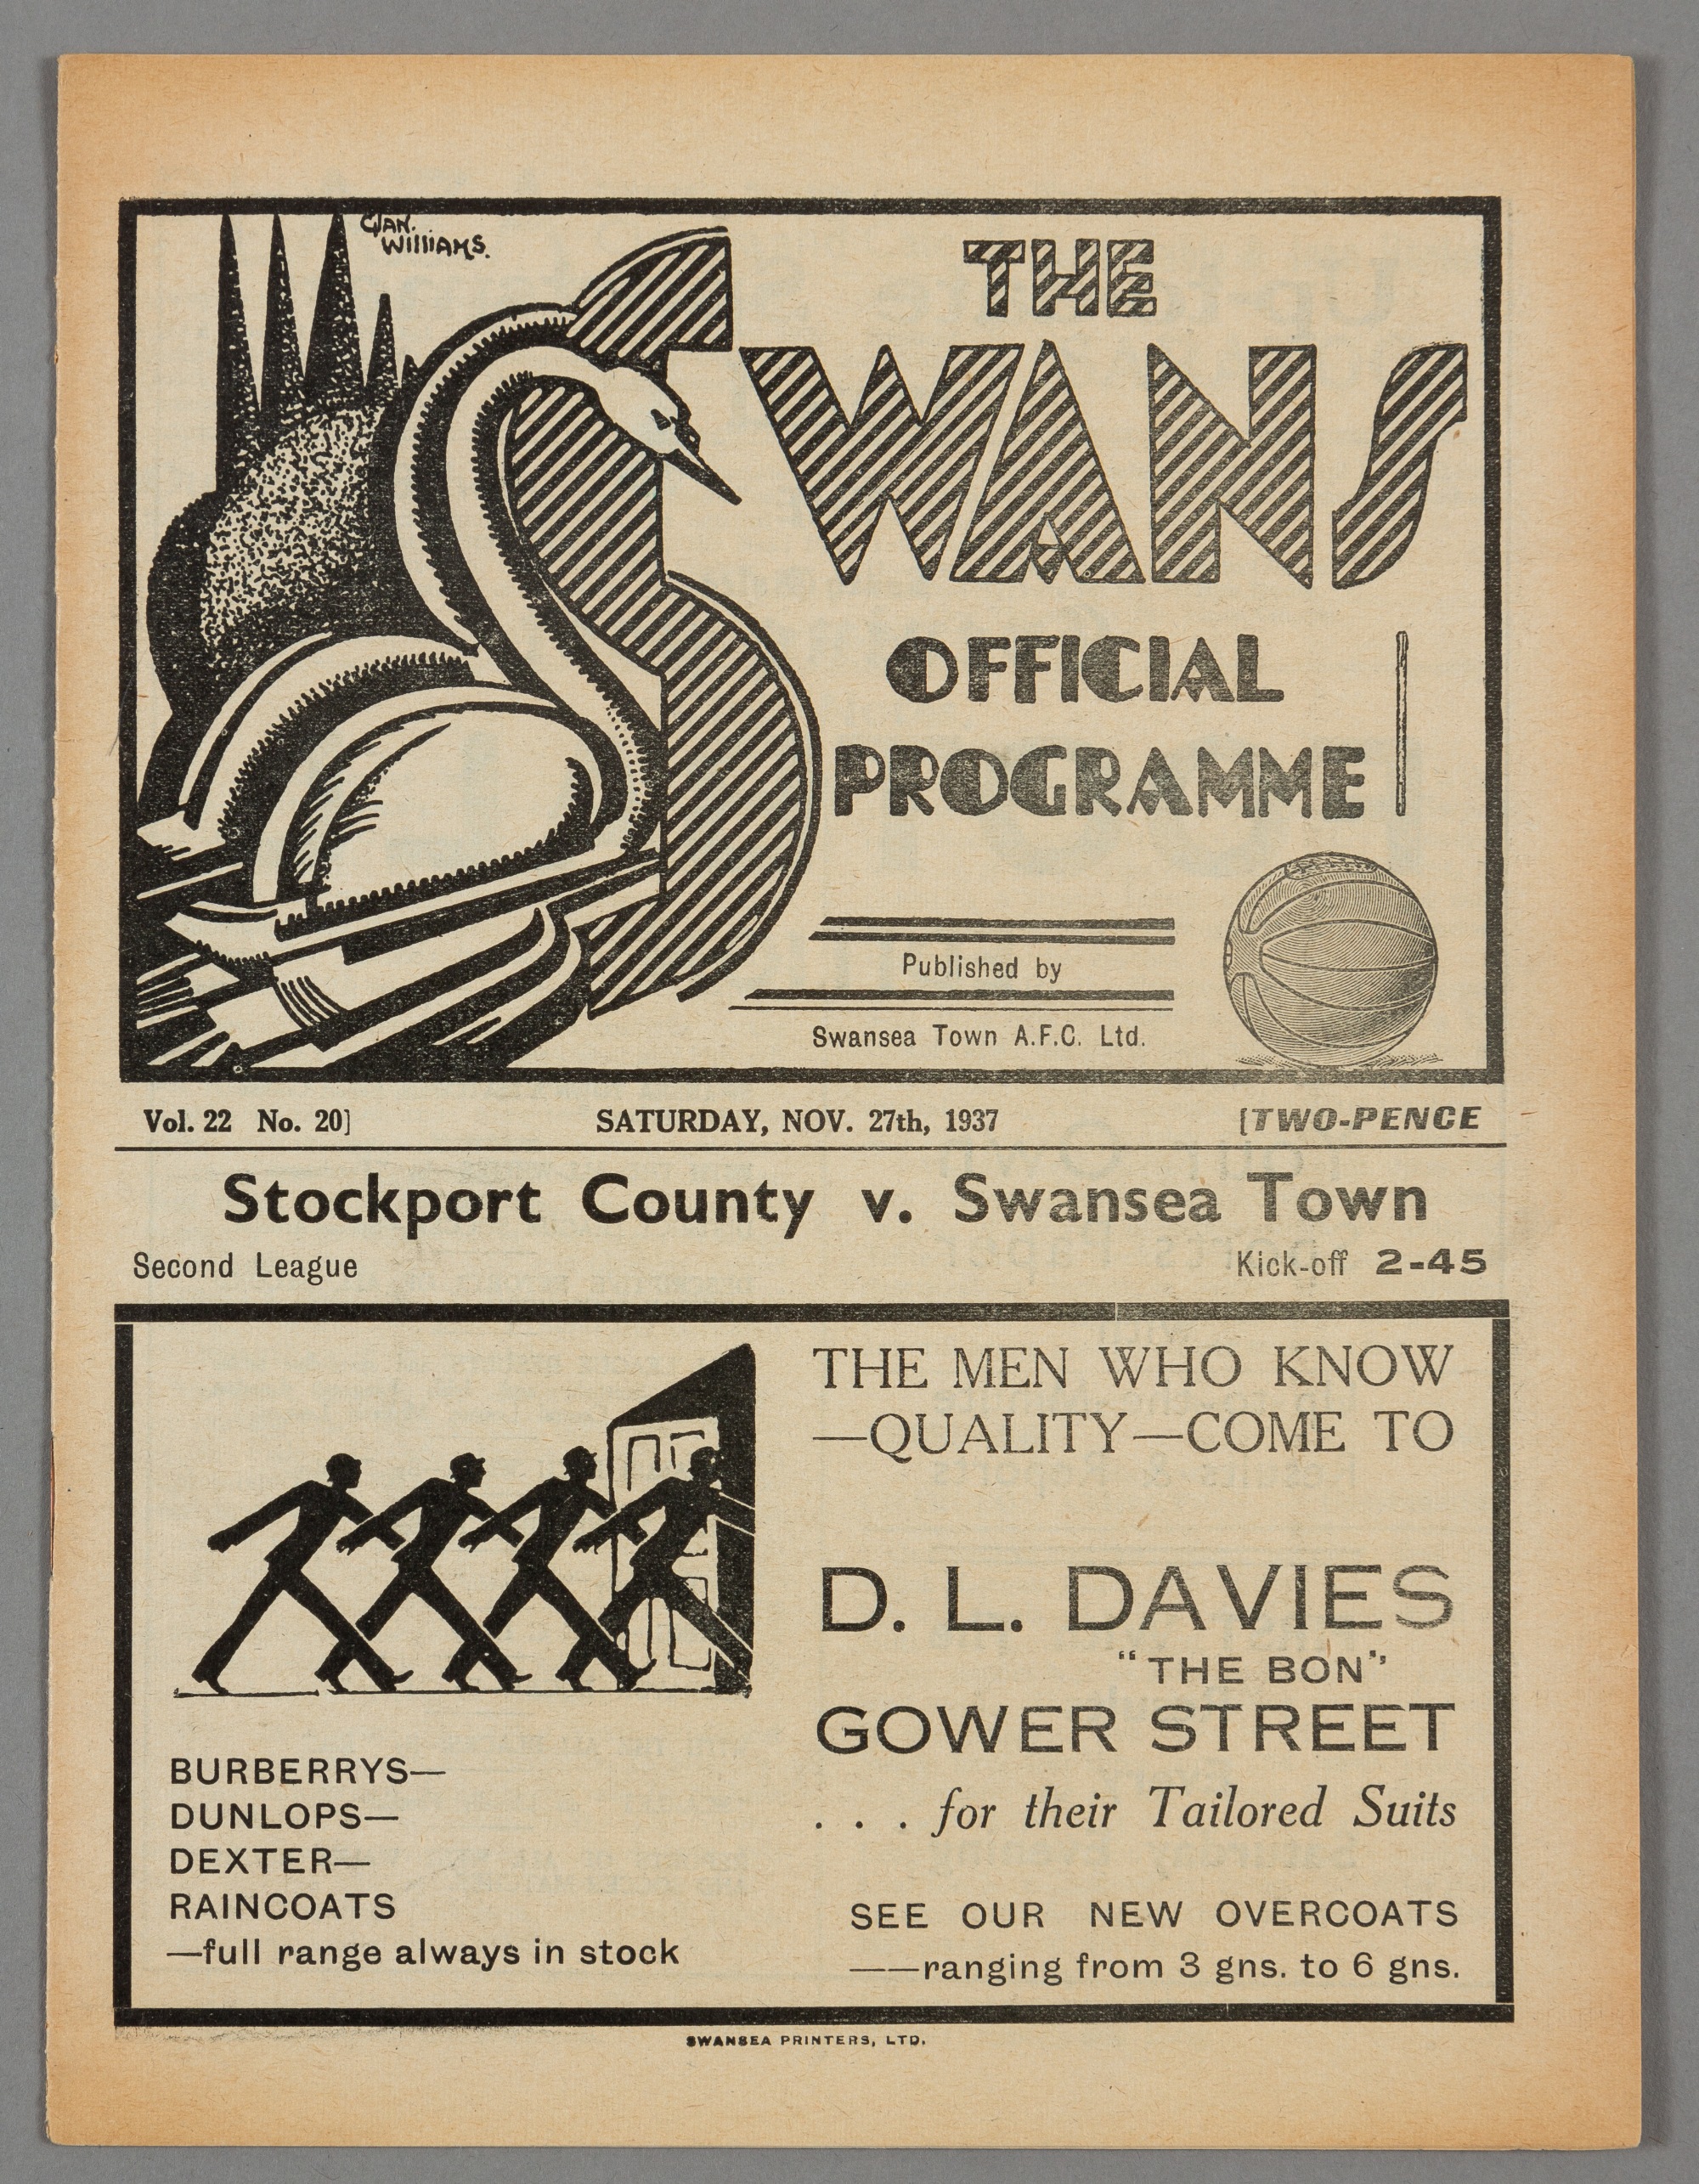 GJAN.
WILLIAMS.
THE
SWANS
OFFICIAL
PROGRAMME
Published by
Swansea Town A.F.C. Ltd.
Vol. 22 No. 20] SATURDAY, NOV. 27th, 1937 [TWO-PENCE
Stockport County v. Swansea Town
Second League Kick-off 2-45
THE MEN WHO KNOW
—QUALITY—COME TO
D. L. DAVIES
"THE BON"
GOWER STREET
. . . for their Tailored Suits
BURBERRYS—
DUNLOPS—
DEXTER—
RAINCOATS
—full range always in stock
SEE OUR NEW OVERCOATS
——ranging from 3 gns. to 6 gns.
SWANSEA PRINTERS, LTD.